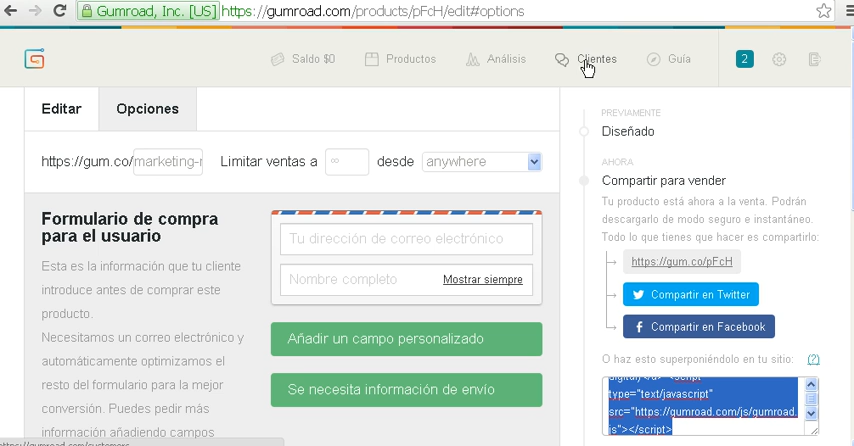 Gumroad, Inc. [US] https://gumroad.com/products/pFcH/edit#options
Saldo $0 Productos Análisis Clientes Guía 2
Editar Opciones
https://gum.co/marketing-r Limitar ventas a ∞ desde anywhere
Formulario de compra
para el usuario
Esta es la información que tu cliente
introduce antes de comprar este
producto.
Necesitamos un correo electrónico y
automáticamente optimizamos el
resto del formulario para la mejor
conversión. Puedes pedir más
información añadiendo campos
Tu dirección de correo electrónico
Nombre completo Mostrar siempre
Añadir un campo personalizado
Se necesita información de envío
PREVIAMENTE
Diseñado
AHORA
Compartir para vender
Tu producto está ahora a la venta. Podrán
descargarlo de modo seguro e instantáneo.
Todo lo que tienes que hacer es compartirlo:
https://gum.co/pFcH
Compartir en Twitter
Compartir en Facebook
O haz esto superponiéndolo en tu sitio: (?)
digital)</a> <script
type="text/javascript"
src="https://gumroad.com/js/gumroad.
js"></script>
https://gumroad.com/customers